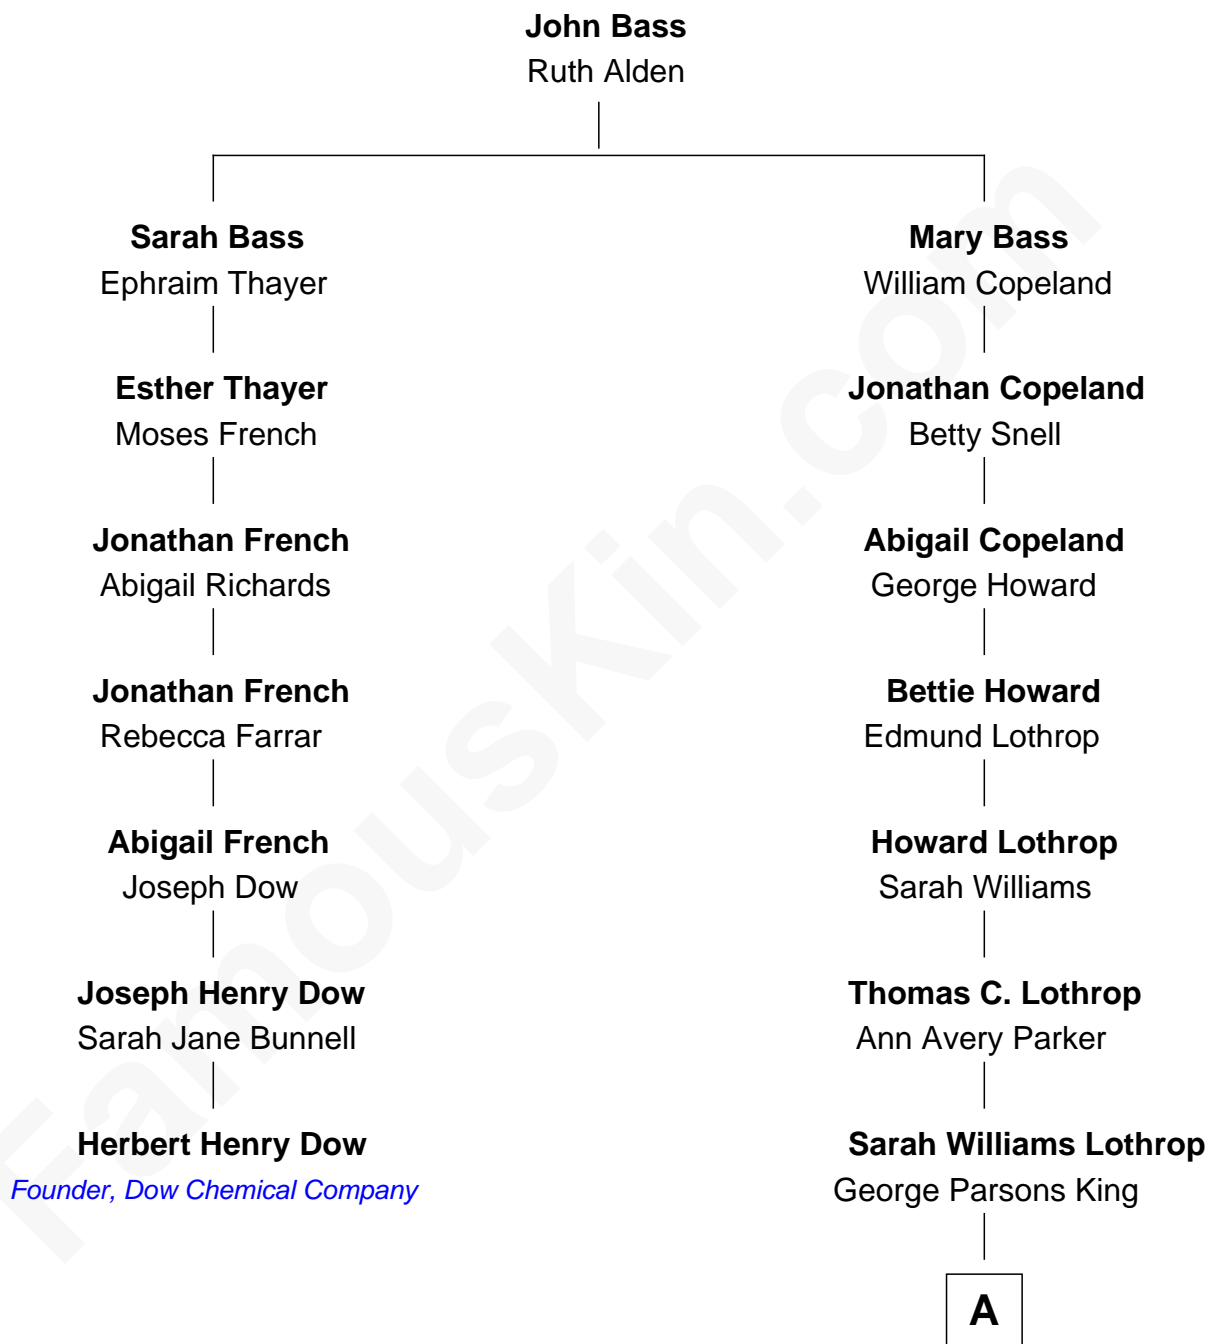 John Bass
Ruth Alden
Sarah Bass
Ephraim Thayer
Mary Bass
William Copeland
Esther Thayer
Moses French
Jonathan Copeland
Betty Snell
Jonathan French
Abigail Richards
Abigail Copeland
George Howard
Jonathan French
Rebecca Farrar
Bettie Howard
Edmund Lothrop
Abigail French
Joseph Dow
Howard Lothrop
Sarah Williams
Joseph Henry Dow
Sarah Jane Bunnell
Thomas C. Lothrop
Ann Avery Parker
Herbert Henry Dow
Founder, Dow Chemical Company
Sarah Williams Lothrop
George Parsons King
A
FamousKin.com